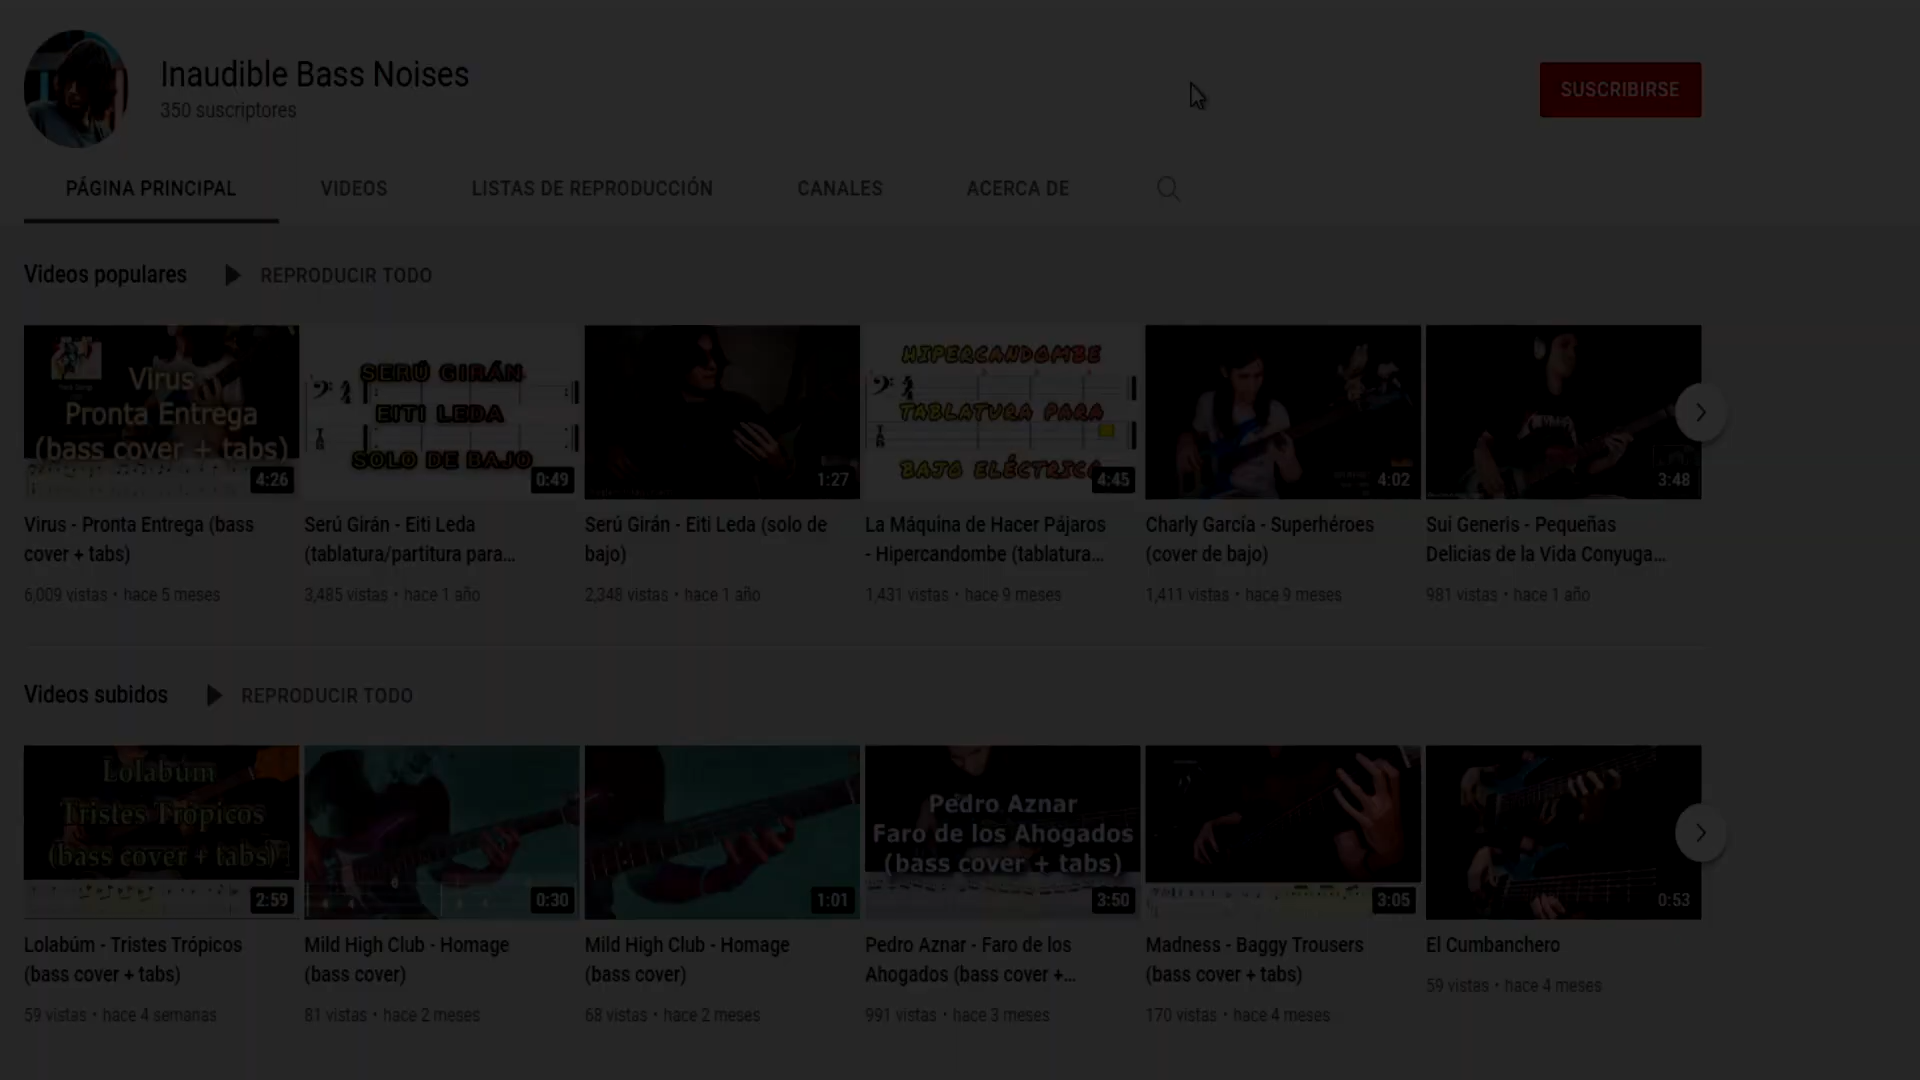 Inaudible Bass Noises
350 suscriptores
SUSCRIBIRSE
PÁGINA PRINCIPAL
VIDEOS
LISTAS DE REPRODUCCIÓN
CANALES
ACERCA DE
Videos populares
REPRODUCIR TODO
Virus
Pronta Entrega
(bass cover + tabs)
4:26
SERÚ GIRÁN
EITI LEDA
SOLO DE BAJO
0:49
1:27
HIPERCANDOMBE
TABLATURA PARA
BAJO ELÉCTRICO
4:45
4:02
3:48
Virus - Pronta Entrega (bass
cover + tabs)
6,009 vistas • hace 5 meses
Serú Girán - Eiti Leda
(tablatura/partitura para...
3,485 vistas • hace 1 año
Serú Girán - Eiti Leda (solo de
bajo)
2,348 vistas • hace 1 año
La Máquina de Hacer Pájaros
- Hipercandombe (tablatura...
1,431 vistas • hace 9 meses
Charly García - Superhéroes
(cover de bajo)
1,411 vistas • hace 9 meses
Sui Generis - Pequeñas
Delicias de la Vida Conyuga...
981 vistas • hace 1 año
Videos subidos
REPRODUCIR TODO
Lolabúm
Tristes Trópicos
(bass cover + tabs)
2:59
0:30
1:01
Pedro Aznar
Faro de los Ahogados
(bass cover + tabs)
3:50
3:05
0:53
Lolabúm - Tristes Trópicos
(bass cover + tabs)
59 vistas • hace 4 semanas
Mild High Club - Homage
(bass cover)
81 vistas • hace 2 meses
Mild High Club - Homage
(bass cover)
68 vistas • hace 2 meses
Pedro Aznar - Faro de los
Ahogados (bass cover +...
991 vistas • hace 3 meses
Madness - Baggy Trousers
(bass cover + tabs)
170 vistas • hace 4 meses
El Cumbanchero
59 vistas • hace 4 meses